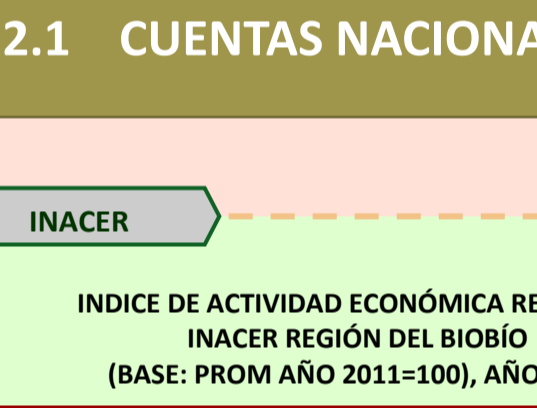 2.1 CUENTAS NACIONA
INACER
INDICE DE ACTIVIDAD ECONÓMICA RE
INACER REGIÓN DEL BIOBÍO
(BASE: PROM AÑO 2011=100), AÑO